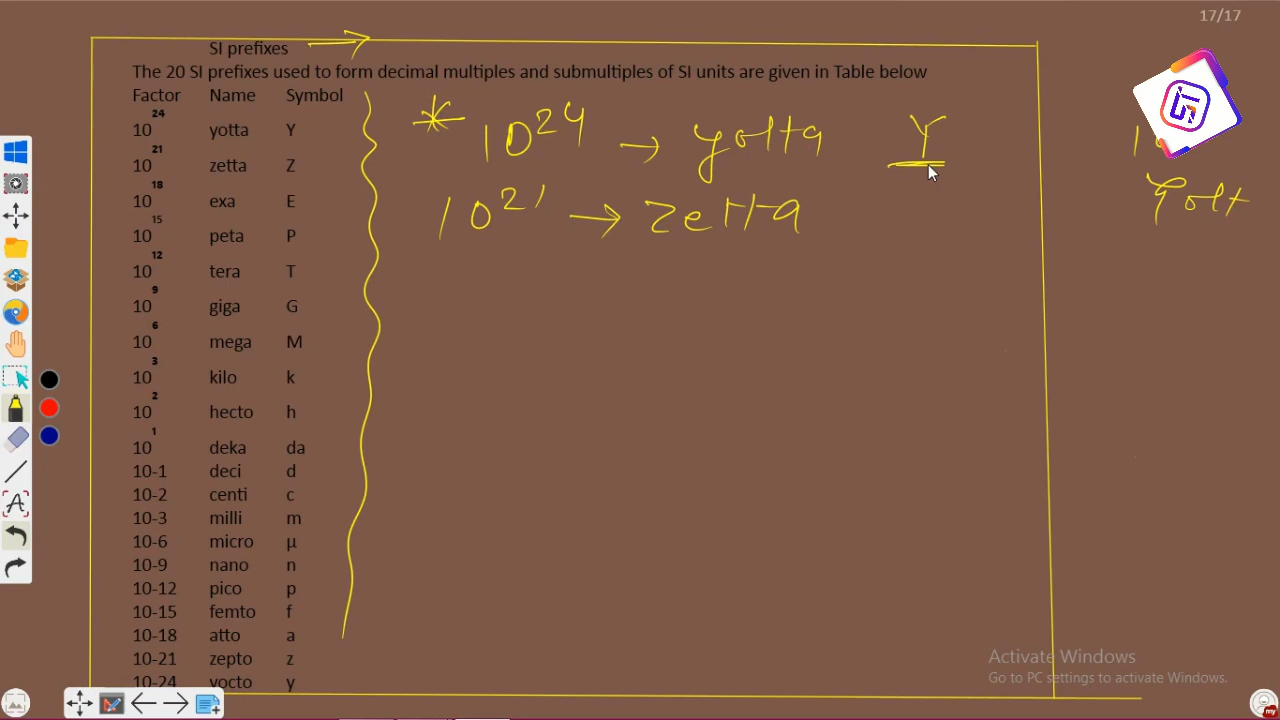 17/17
SI prefixes
The 20 SI prefixes used to form decimal multiples and submultiples of SI units are given in Table below
Factor Name Symbol
10^24 yotta Y
10^21 zetta Z
10^18 exa E
10^15 peta P
10^12 tera T
10^9 giga G
10^6 mega M
10^3 kilo k
10^2 hecto h
10^1 deka da
10-1 deci d
10-2 centi c
10-3 milli m
10-6 micro μ
10-9 nano n
10-12 pico p
10-15 femto f
10-18 atto a
10-21 zepto z
10-24 yocto y
* 10^24 → yotta Y
10^21 → zetta
1
Yott
Activate Windows
Go to PC settings to activate Windows.